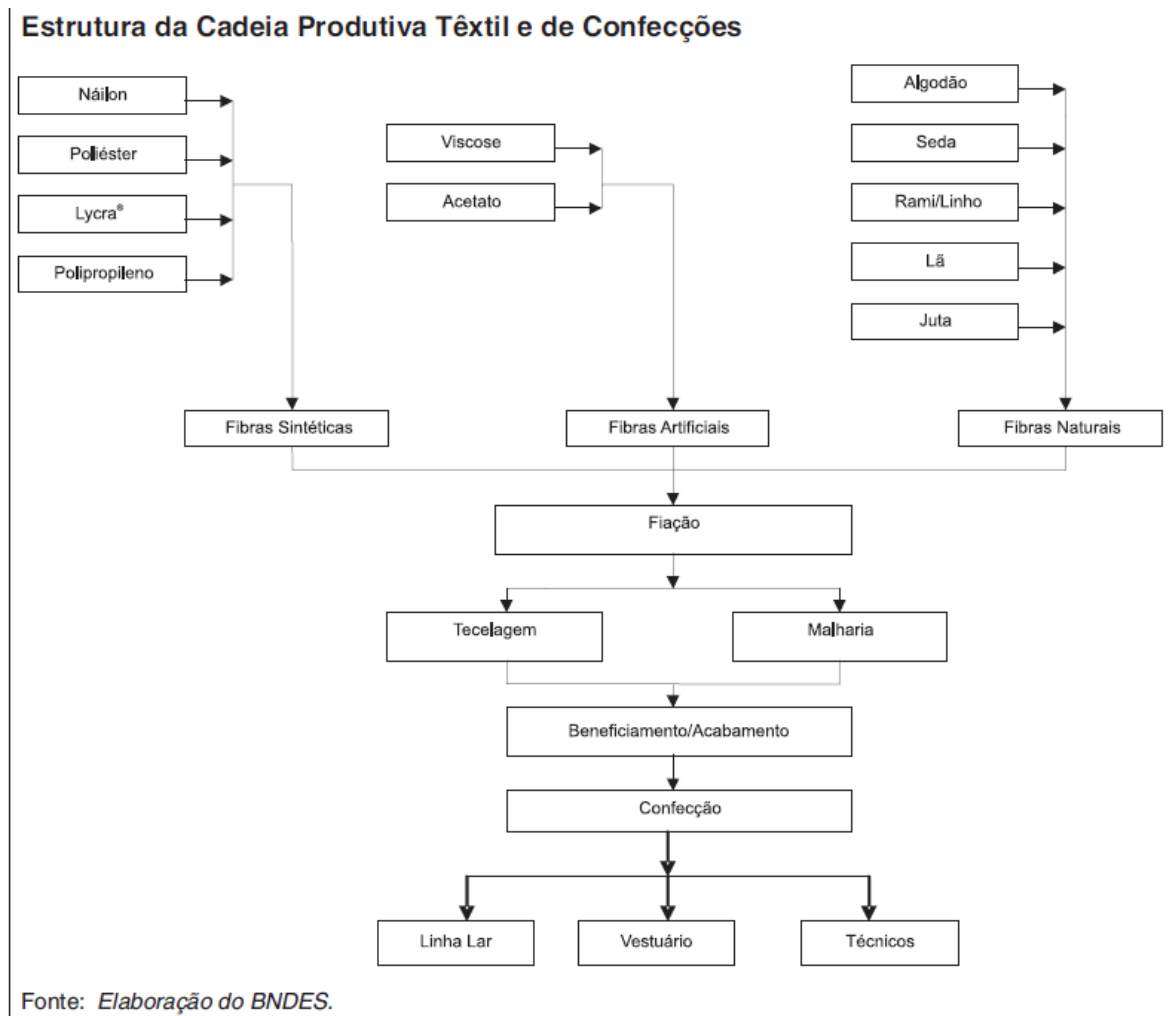 Estrutura da Cadeia Produtiva Têxtil e de Confecções
Náilon
Poliéster
Lycra®
Polipropileno
Viscose
Acetato
Algodão
Seda
Rami/Linho
Lã
Juta
Fibras Sintéticas
Fibras Artificiais
Fibras Naturais
Fiação
Tecelagem
Malharia
Beneficiamento/Acabamento
Confecção
Linha Lar
Vestuário
Técnicos
Fonte: Elaboração do BNDES.